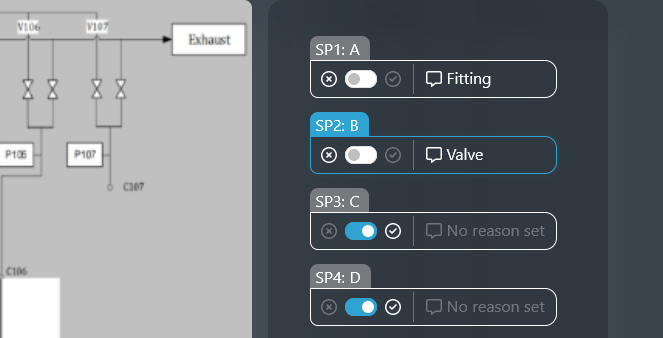 V106
V107
Exhaust
P106
P107
C107
C106
SP1: A
Fitting
SP2: B
Valve
SP3: C
No reason set
SP4: D
No reason set